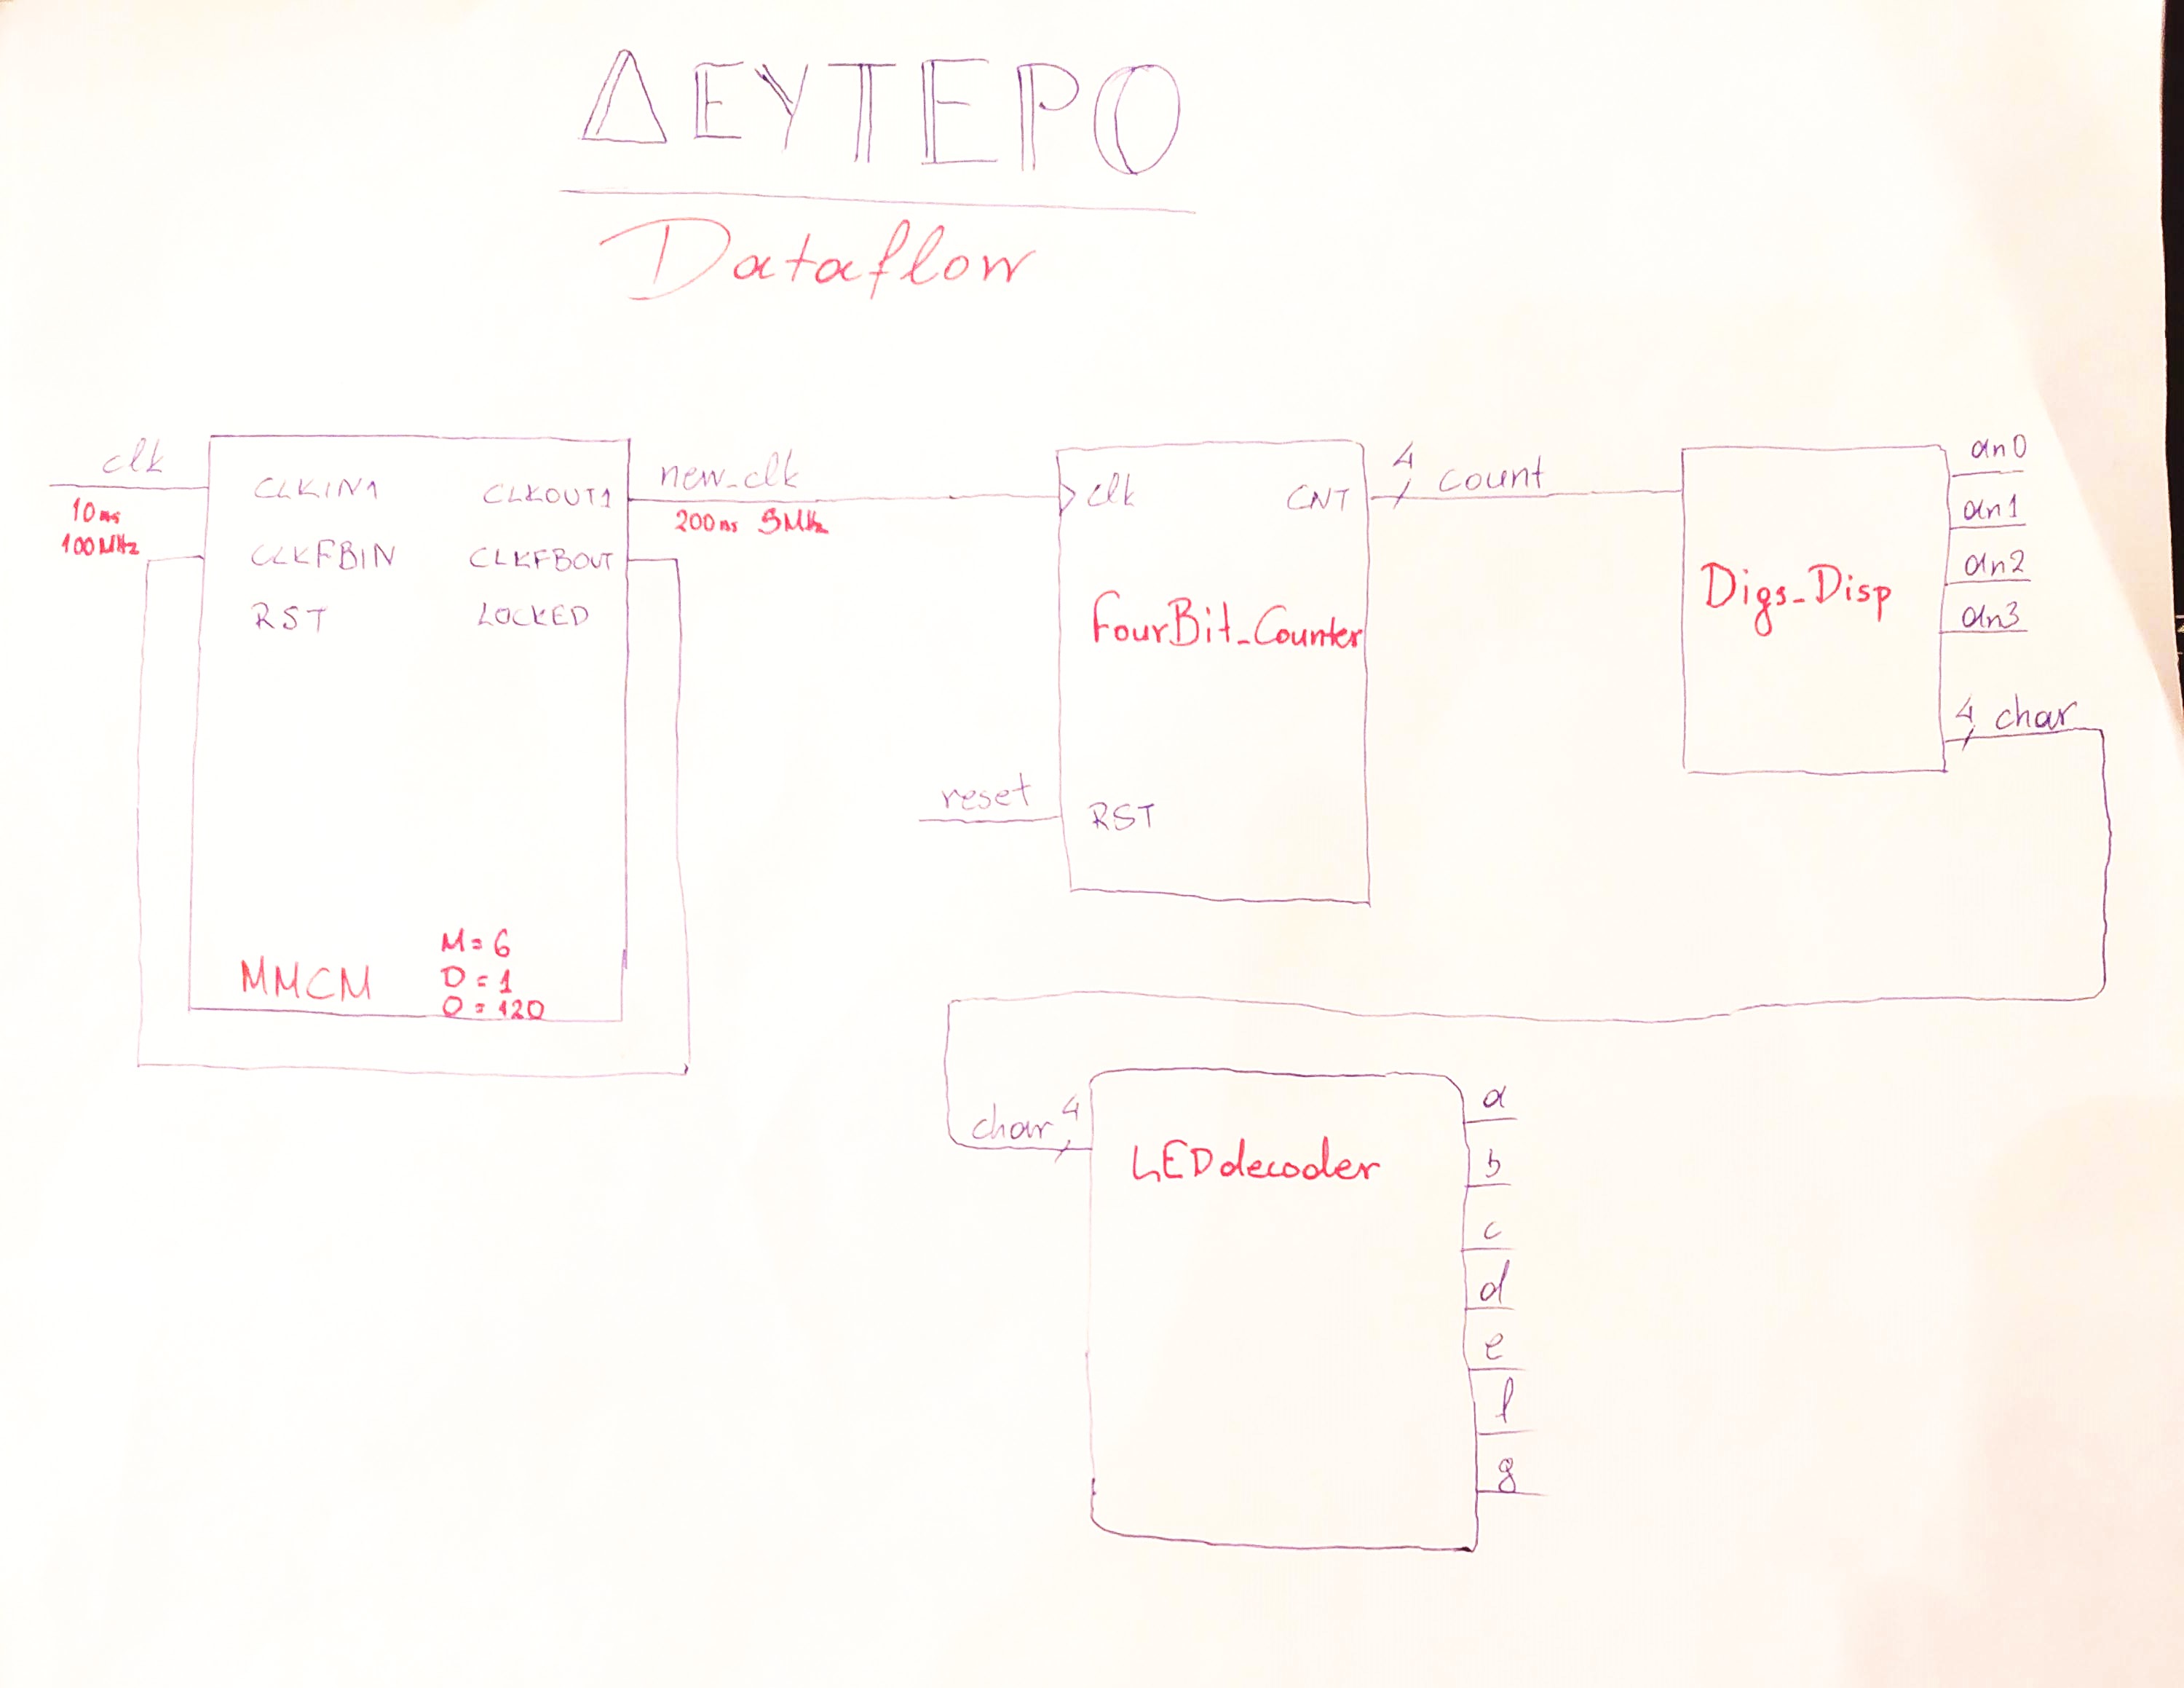 ΔΕΥΤΕΡΟ
Dataflow
clk
10ns
100MHz
CLKIN1
CLKOUT1
CLKFBIN
CLKFBOUT
RST
LOCKED
MMCM
M=6
D=1
O=120
new_clk
200ns 5MHz
clk
CNT
FourBit_Counter
reset
RST
4
count
Digs_Disp
an0
an1
an2
an3
4 char
char 4
LEDdecoder
a
b
c
d
e
f
g